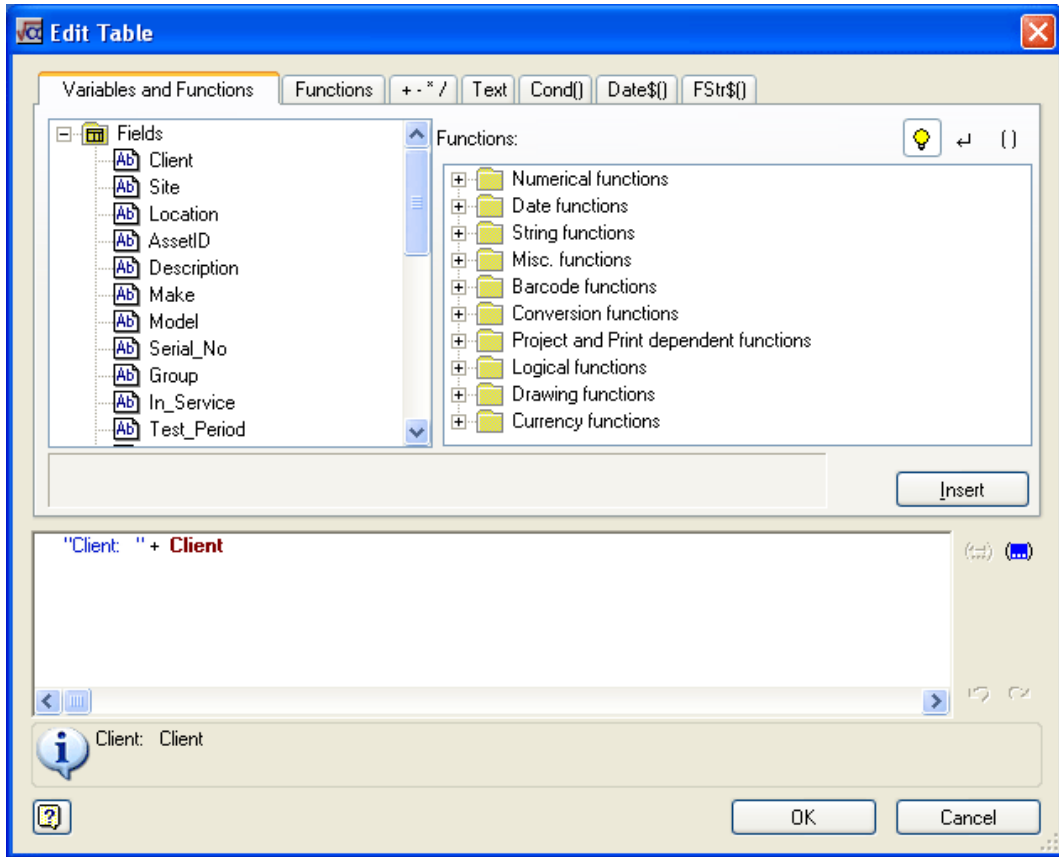 Edit Table
Variables and Functions Functions + - * / Text Cond() Date$() FStr$()
Fields
Client
Site
Location
AssetID
Description
Make
Model
Serial_No
Group
In_Service
Test_Period
Functions:
( )
Numerical functions
Date functions
String functions
Misc. functions
Barcode functions
Conversion functions
Project and Print dependent functions
Logical functions
Drawing functions
Currency functions
Insert
"Client:  " + Client
Client:  Client
OK Cancel